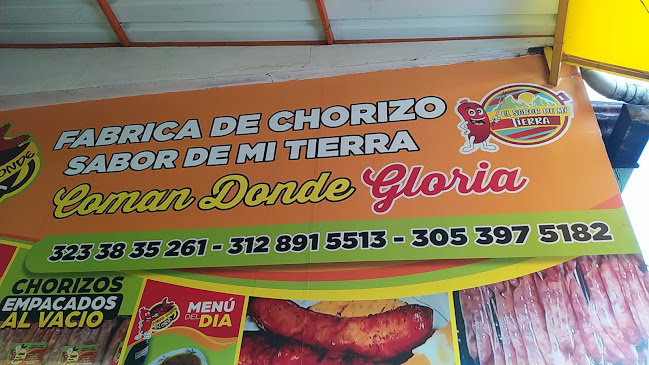 FABRICA DE CHORIZO
SABOR DE MI TIERRA
Coman Donde Gloria
EL SABOR DE MI
TIERRA
323 38 35 261 - 312 891 5513 - 305 397 5182
CHORIZOS
EMPACADOS
AL VACIO
MENÚ
DEL DIA